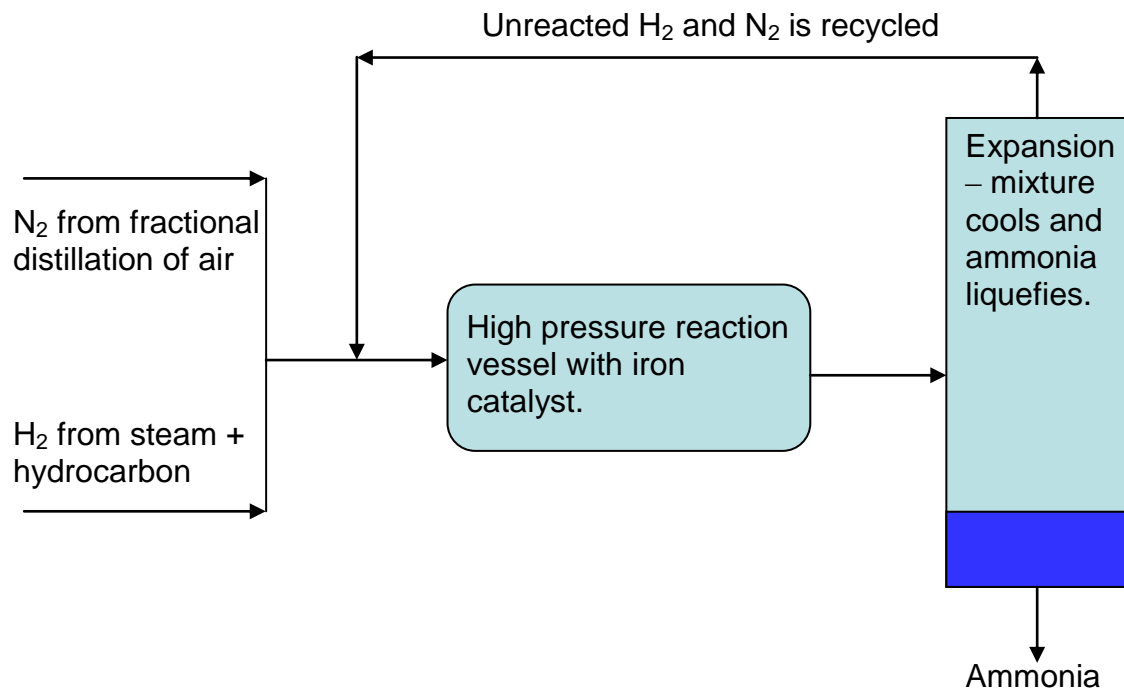 Unreacted H₂ and N₂ is recycled
N₂ from fractional
distillation of air
H₂ from steam +
hydrocarbon
High pressure reaction
vessel with iron
catalyst.
Expansion
– mixture
cools and
ammonia
liquefies.
Ammonia